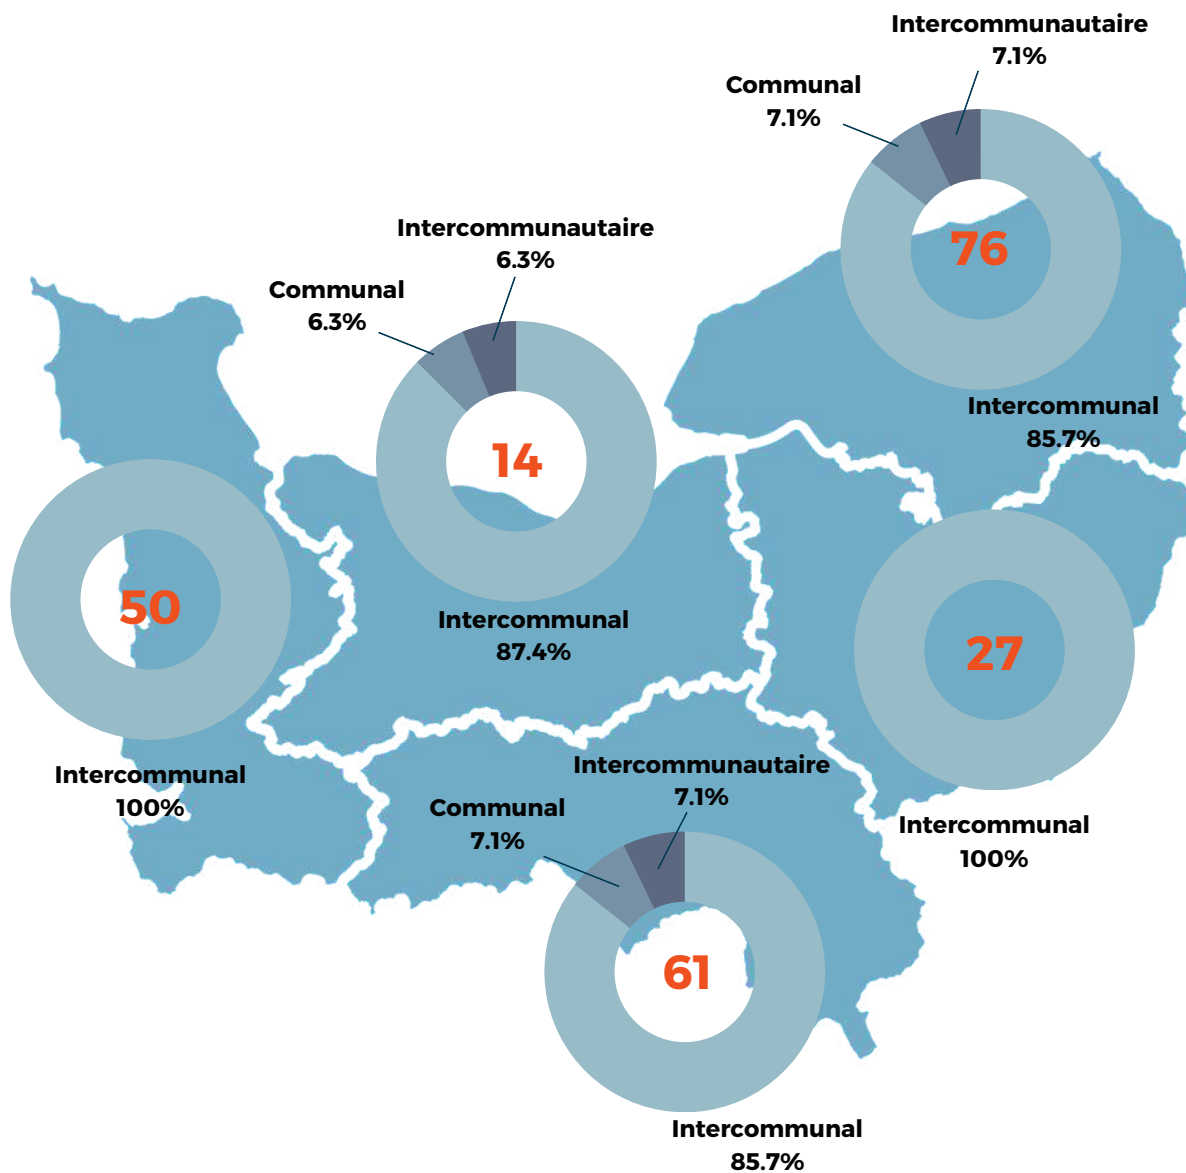 Intercommunautaire
7.1%
Communal
7.1%
76
Intercommunal
85.7%
Intercommunautaire
6.3%
Communal
6.3%
14
Intercommunal
87.4%
50
Intercommunal
100%
27
Intercommunal
100%
Intercommunautaire
7.1%
Communal
7.1%
61
Intercommunal
85.7%